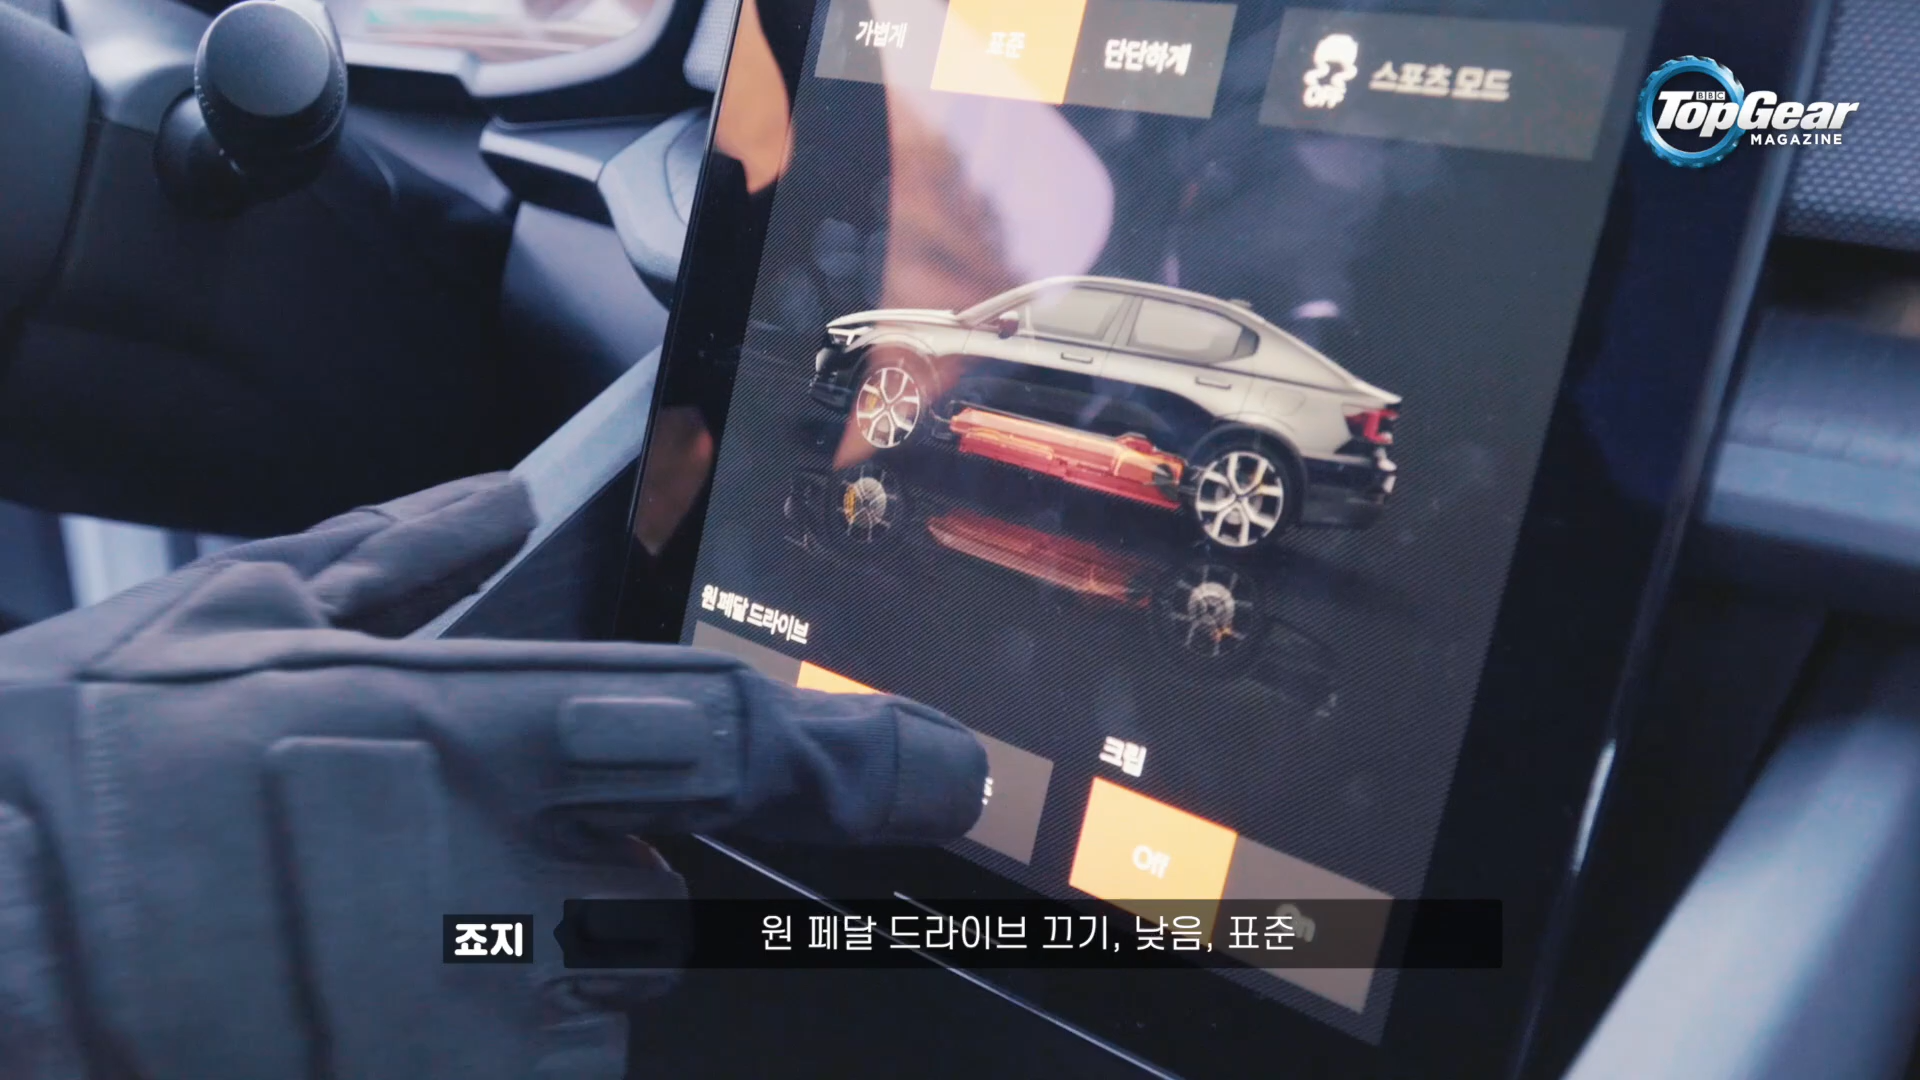 가볍게 표준 단단하게
OFF 스포츠 모드
BBC
TopGear
MAGAZINE
원 페달 드라이브
크립
Off On
죠지 원 페달 드라이브 끄기, 낮음, 표준